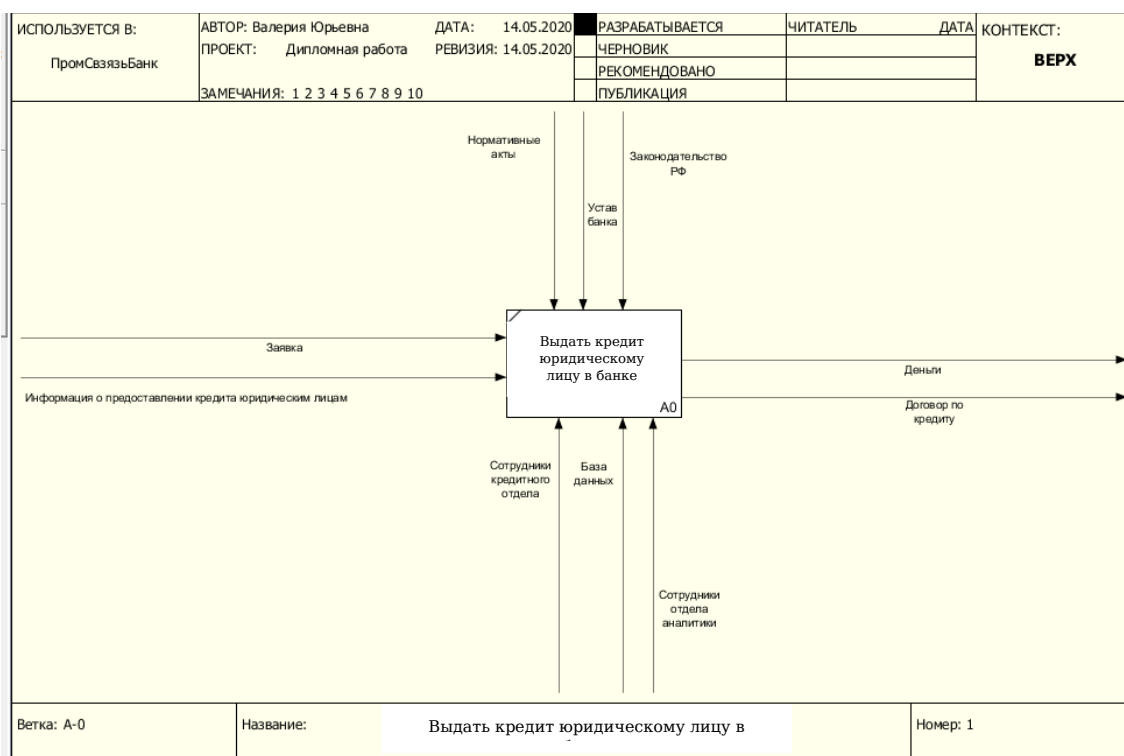 ИСПОЛЬЗУЕТСЯ В:
ПромСвзязьБанк
АВТОР: Валерия Юрьевна
ДАТА: 14.05.2020
ПРОЕКТ: Дипломная работа
РЕВИЗИЯ: 14.05.2020
ЗАМЕЧАНИЯ: 1 2 3 4 5 6 7 8 9 10
РАЗРАБАТЫВАЕТСЯ
ЧЕРНОВИК
РЕКОМЕНДОВАНО
ПУБЛИКАЦИЯ
ЧИТАТЕЛЬ
ДАТА
КОНТЕКСТ:
ВЕРХ
Нормативные
акты
Устав
банка
Законодательство
РФ
Заявка
Информация о предоставлении кредита юридическим лицам
Выдать кредит
юридическому
лицу в банке
A0
Деньги
Договор по
кредиту
Сотрудники
кредитного
отдела
База
данных
Сотрудники
отдела
аналитики
Ветка: A-0
Название:
Выдать кредит юридическому лицу в
Номер: 1